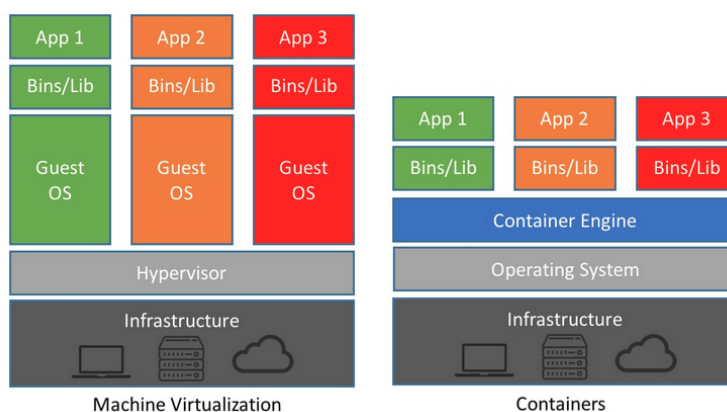 App 1
App 2
App 3
Bins/Lib
Bins/Lib
Bins/Lib
Guest
OS
Guest
OS
Guest
OS
Hypervisor
Infrastructure
Machine Virtualization
App 1
App 2
App 3
Bins/Lib
Bins/Lib
Bins/Lib
Container Engine
Operating System
Infrastructure
Containers